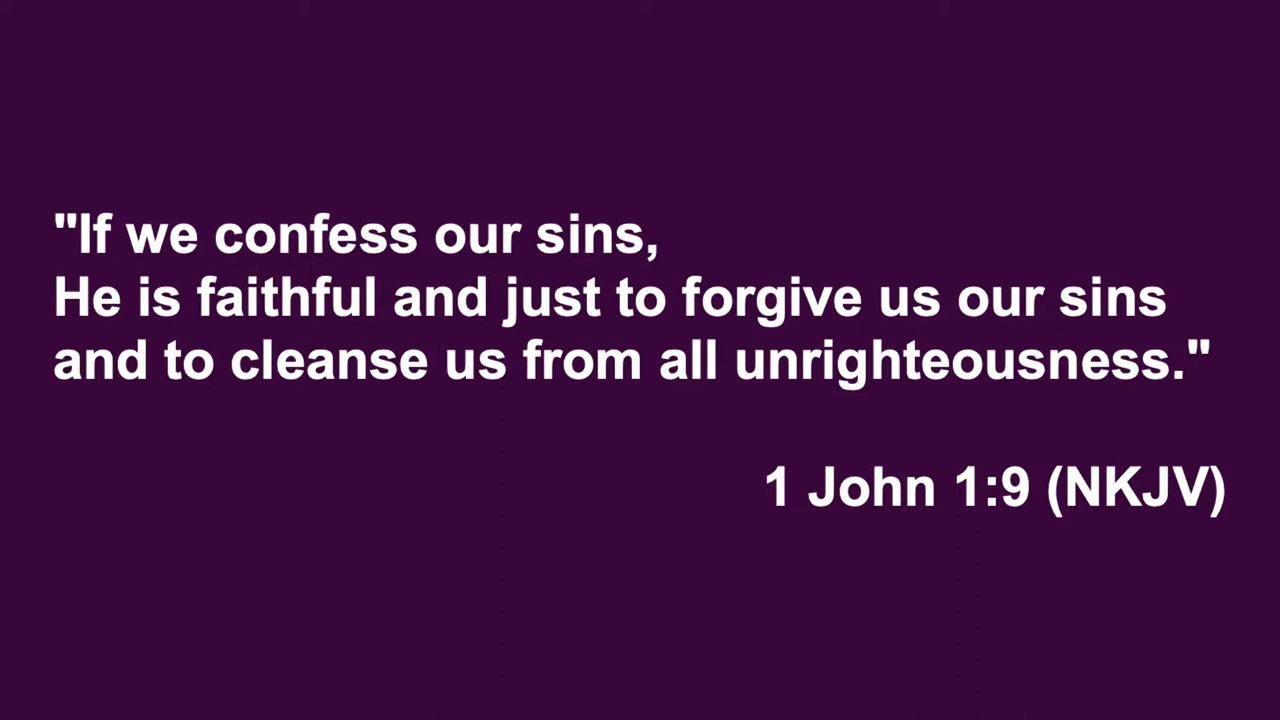 "If we confess our sins,
He is faithful and just to forgive us our sins
and to cleanse us from all unrighteousness."
1 John 1:9 (NKJV)